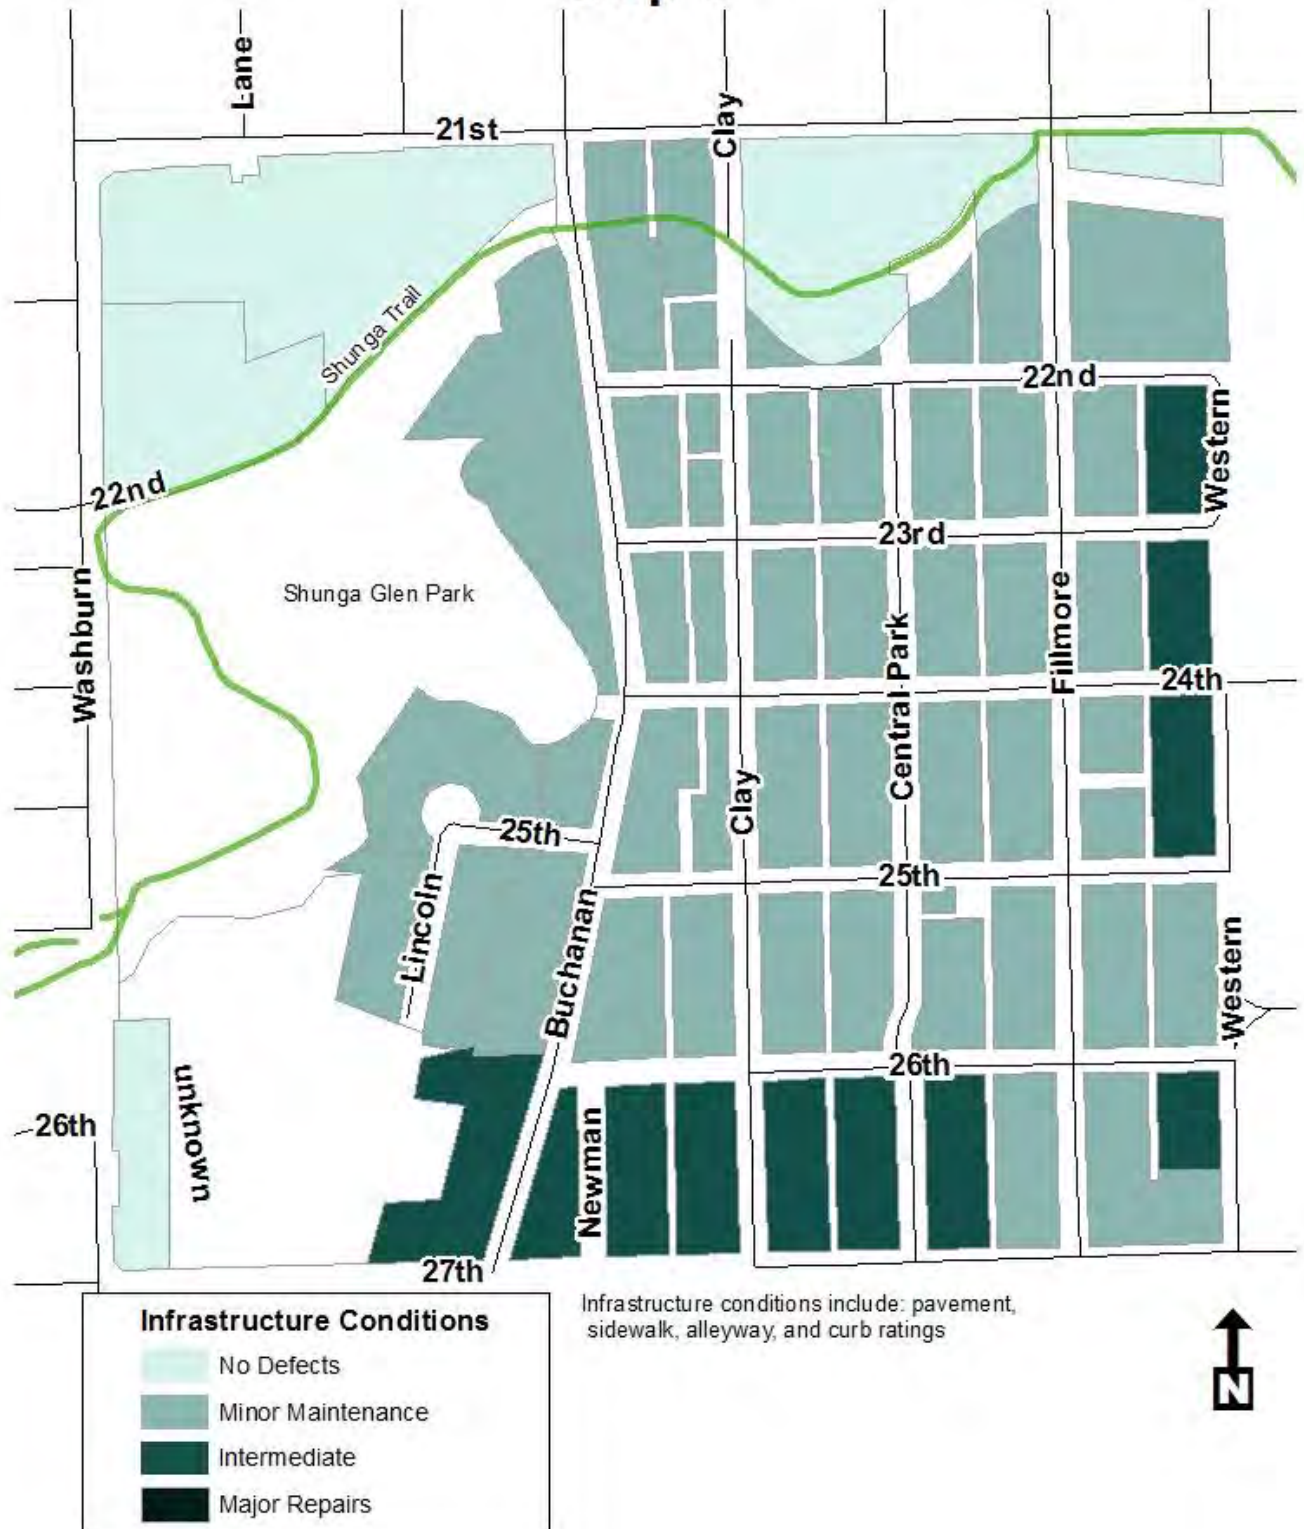 Lane
Clay
21st
Shunga Trail
22nd
Western
22nd
23rd
Shunga Glen Park
Washburn
Fillmore
Central Park
24th
Clay
25th
25th
Lincoln
Buchanan
Western
26th
unknown
26th
Newman
27th
Infrastructure Conditions
No Defects
Minor Maintenance
Intermediate
Major Repairs
Infrastructure conditions include: pavement,
sidewalk, alleyway, and curb ratings
N